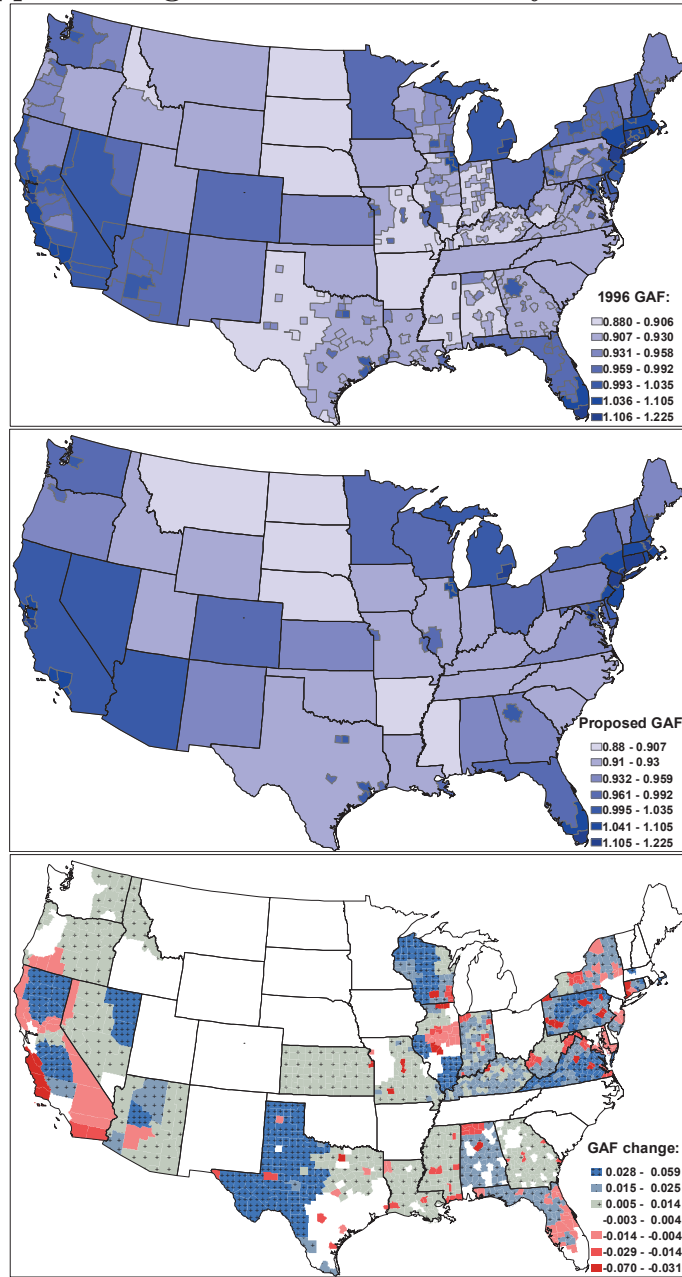 1996 GAF:
0.880 - 0.906
0.907 - 0.930
0.931 - 0.958
0.959 - 0.992
0.993 - 1.035
1.036 - 1.105
1.106 - 1.225
Proposed GAF
0.88 - 0.907
0.91 - 0.93
0.932 - 0.959
0.961 - 0.992
0.995 - 1.035
1.041 - 1.105
1.105 - 1.225
GAF change:
0.028 - 0.059
0.015 - 0.025
0.005 - 0.014
-0.003 - 0.004
-0.014 - -0.004
-0.029 - -0.014
-0.070 - -0.031